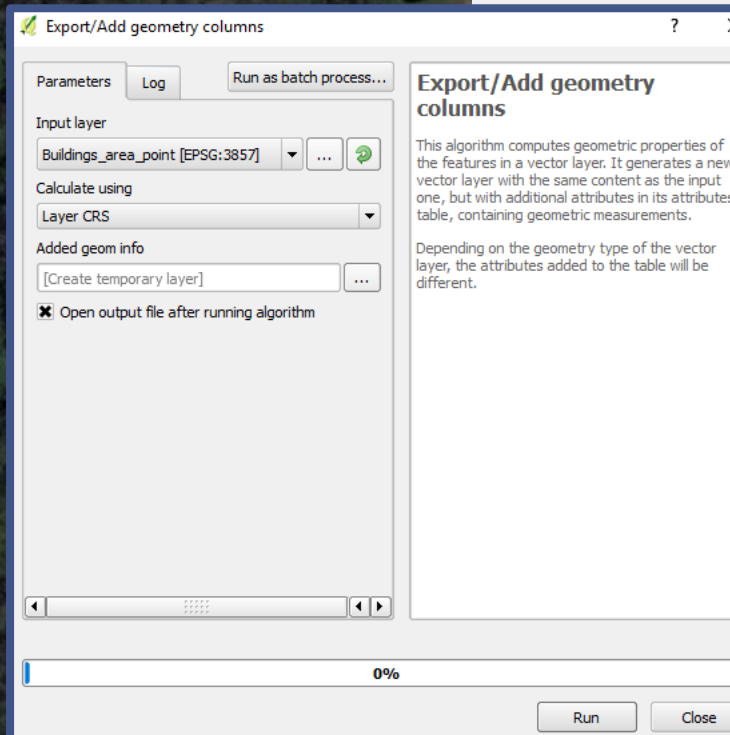 Export/Add geometry columns
?
Parameters
Log
Run as batch process...
Input layer
Buildings_area_point [EPSG:3857]
...
Calculate using
Layer CRS
Added geom info
[Create temporary layer]
...
Open output file after running algorithm
Export/Add geometry
columns
This algorithm computes geometric properties of
the features in a vector layer. It generates a new
vector layer with the same content as the input
one, but with additional attributes in its attributes
table, containing geometric measurements.
Depending on the geometry type of the vector
layer, the attributes added to the table will be
different.
0%
Run
Close